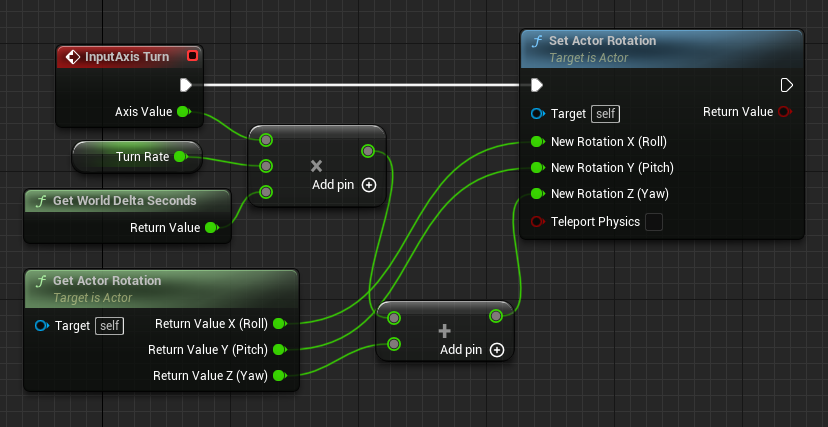 InputAxis Turn
Axis Value
Turn Rate
Add pin
f Get World Delta Seconds
Return Value
f Get Actor Rotation
Target is Actor
Target self
Return Value X (Roll)
Return Value Y (Pitch)
Return Value Z (Yaw)
Add pin
f Set Actor Rotation
Target is Actor
Target self
Return Value
New Rotation X (Roll)
New Rotation Y (Pitch)
New Rotation Z (Yaw)
Teleport Physics